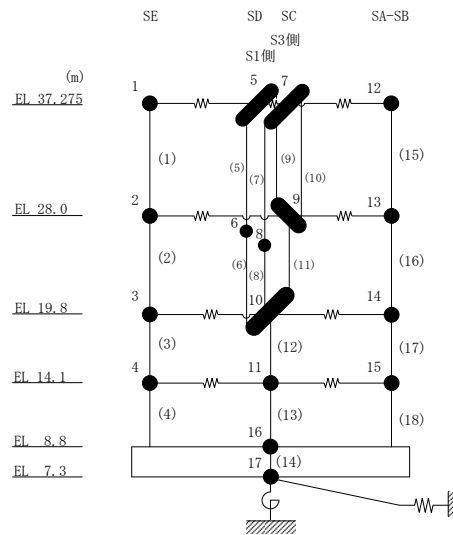 SE SD SC SA-SB
S1側 S3側
(m)
EL 37.275 1 5 7 12
(1) (5) (7) (9) (10) (15)
EL 28.0 2 6 8 9 13
(2) (6) (8) (11) (16)
EL 19.8 3 10 14
(3) (12) (17)
EL 14.1 4 11 15
(4) (13) (18)
EL 8.8 16
(14)
EL 7.3 17